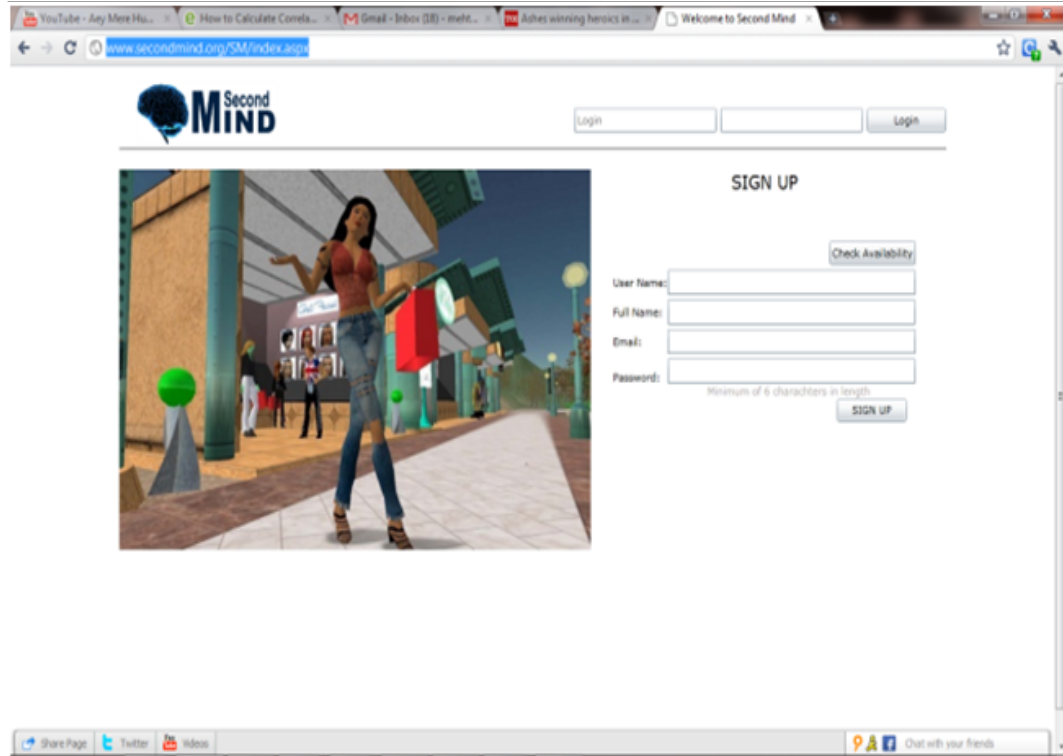 YouTube - Aey Mere Hu...
How to Calculate Correla...
Gmail - Inbox (18) - meht...
Ashes winning heroics in ...
Welcome to Second Mind
www.secondmind.org/SM/index.aspx
Second
MIND
Login
Login
SIGN UP
Check Availability
User Name:
Full Name:
Email:
Password:
Minimum of 6 charachters in length
SIGN UP
Share Page
Twitter
Videos
Chat with your friends